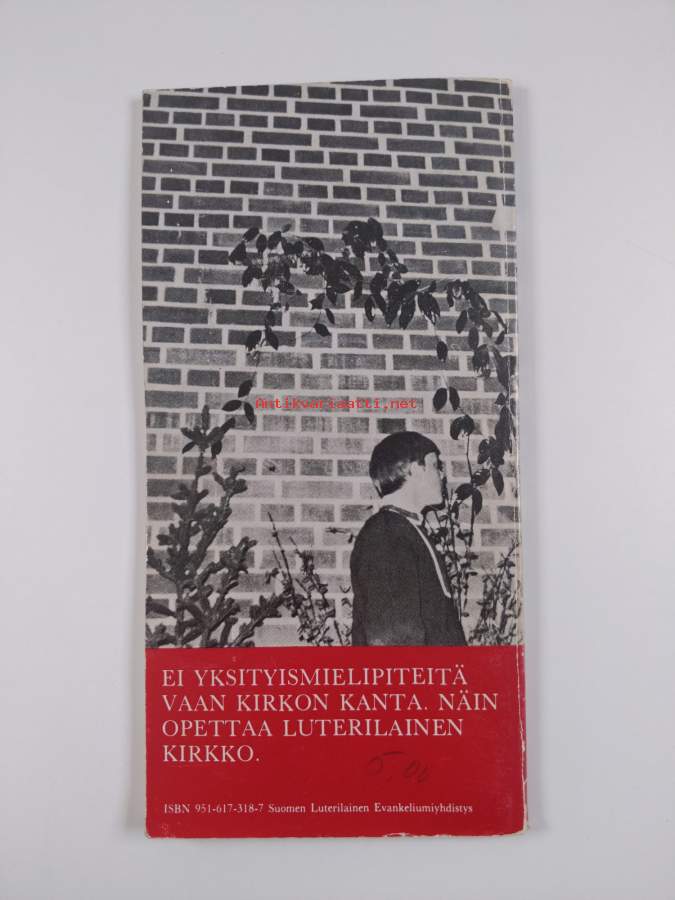 Antikvariaatti.net
EI YKSITYISMIELIPITEITÄ
VAAN KIRKON KANTA. NÄIN
OPETTAA LUTERILAINEN
KIRKKO.
5,00
ISBN 951-617-318-7 Suomen Luterilainen Evankeliumiyhdistys